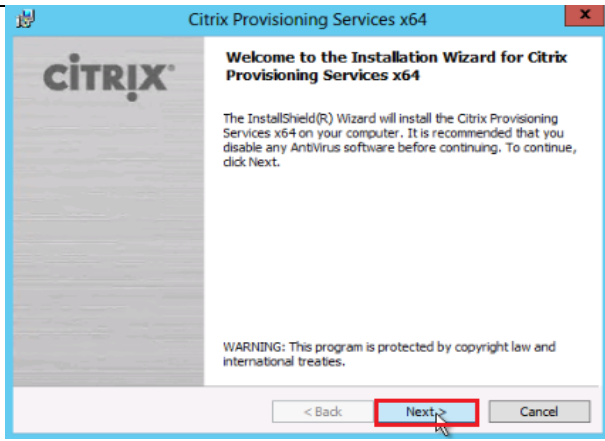 Citrix Provisioning Services x64
x
CİTRIX®
Welcome to the Installation Wizard for Citrix
Provisioning Services x64
The InstallShield(R) Wizard will install the Citrix Provisioning
Services x64 on your computer. It is recommended that you
disable any AntiVirus software before continuing. To continue,
click Next.
WARNING: This program is protected by copyright law and
international treaties.
< Back
Next >
Cancel